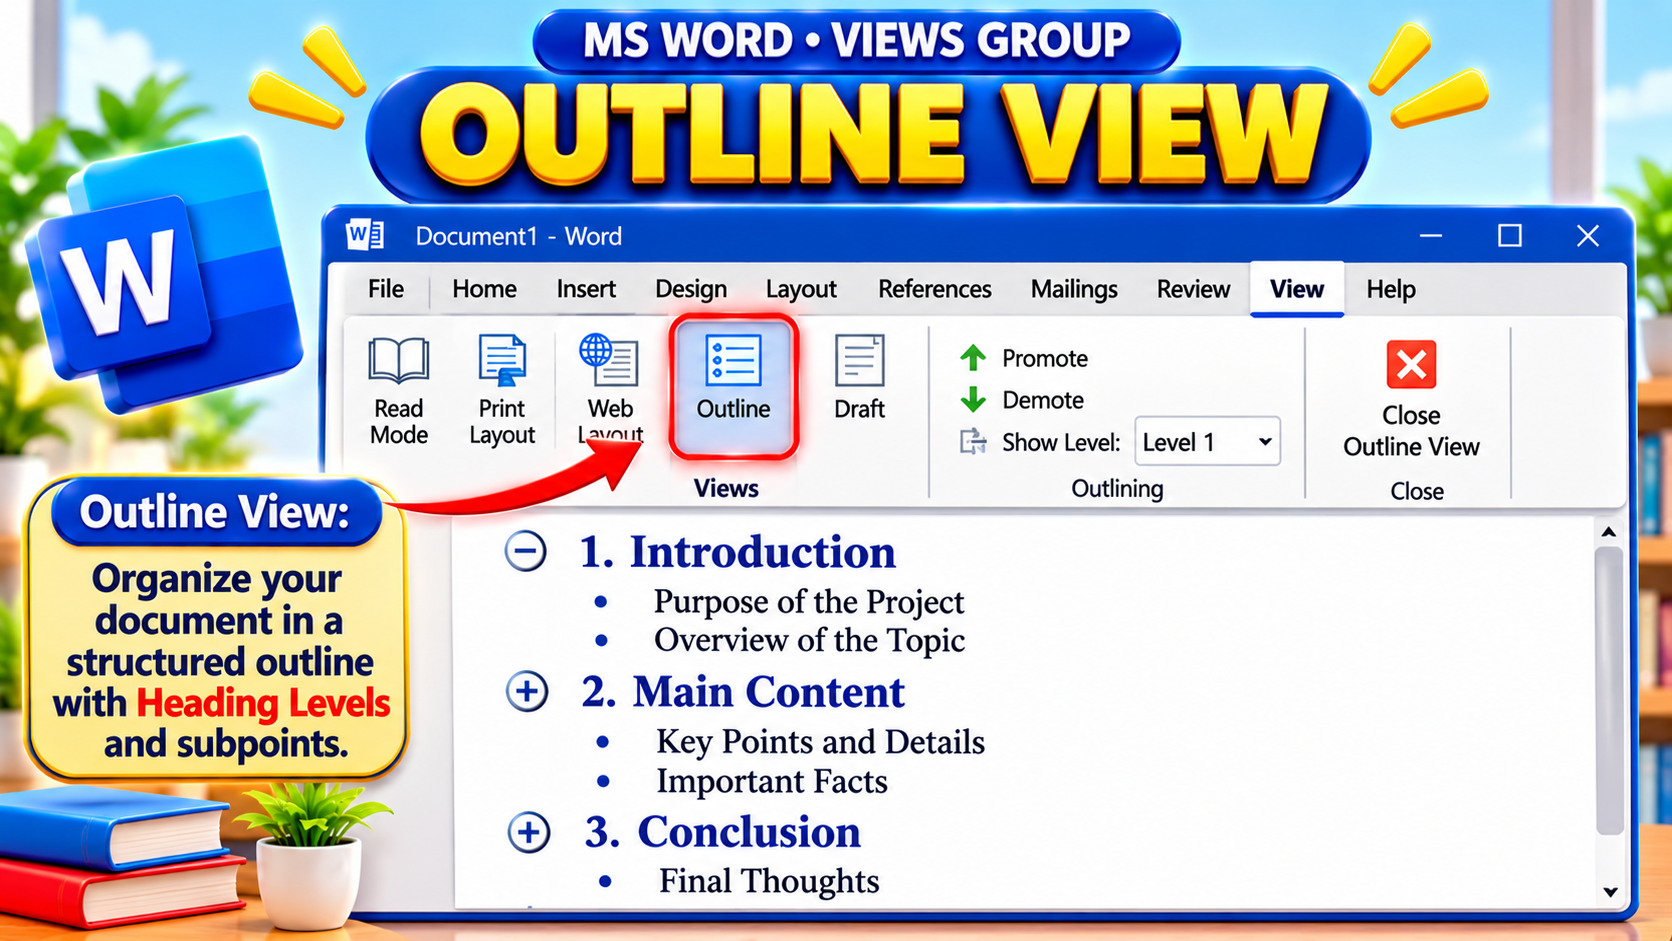 MS WORD • VIEWS GROUP
OUTLINE VIEW
W
W
Document1 - Word
File Home Insert Design Layout References Mailings Review View Help
Read Mode
Print Layout
Web Layout
Outline
Draft
Views
Promote
Demote
Show Level: Level 1
Outlining
Close
Outline View
Close
Outline View:
Organize your
document in a
structured outline
with Heading Levels
and subpoints.
1. Introduction
• Purpose of the Project
• Overview of the Topic
2. Main Content
• Key Points and Details
• Important Facts
3. Conclusion
• Final Thoughts